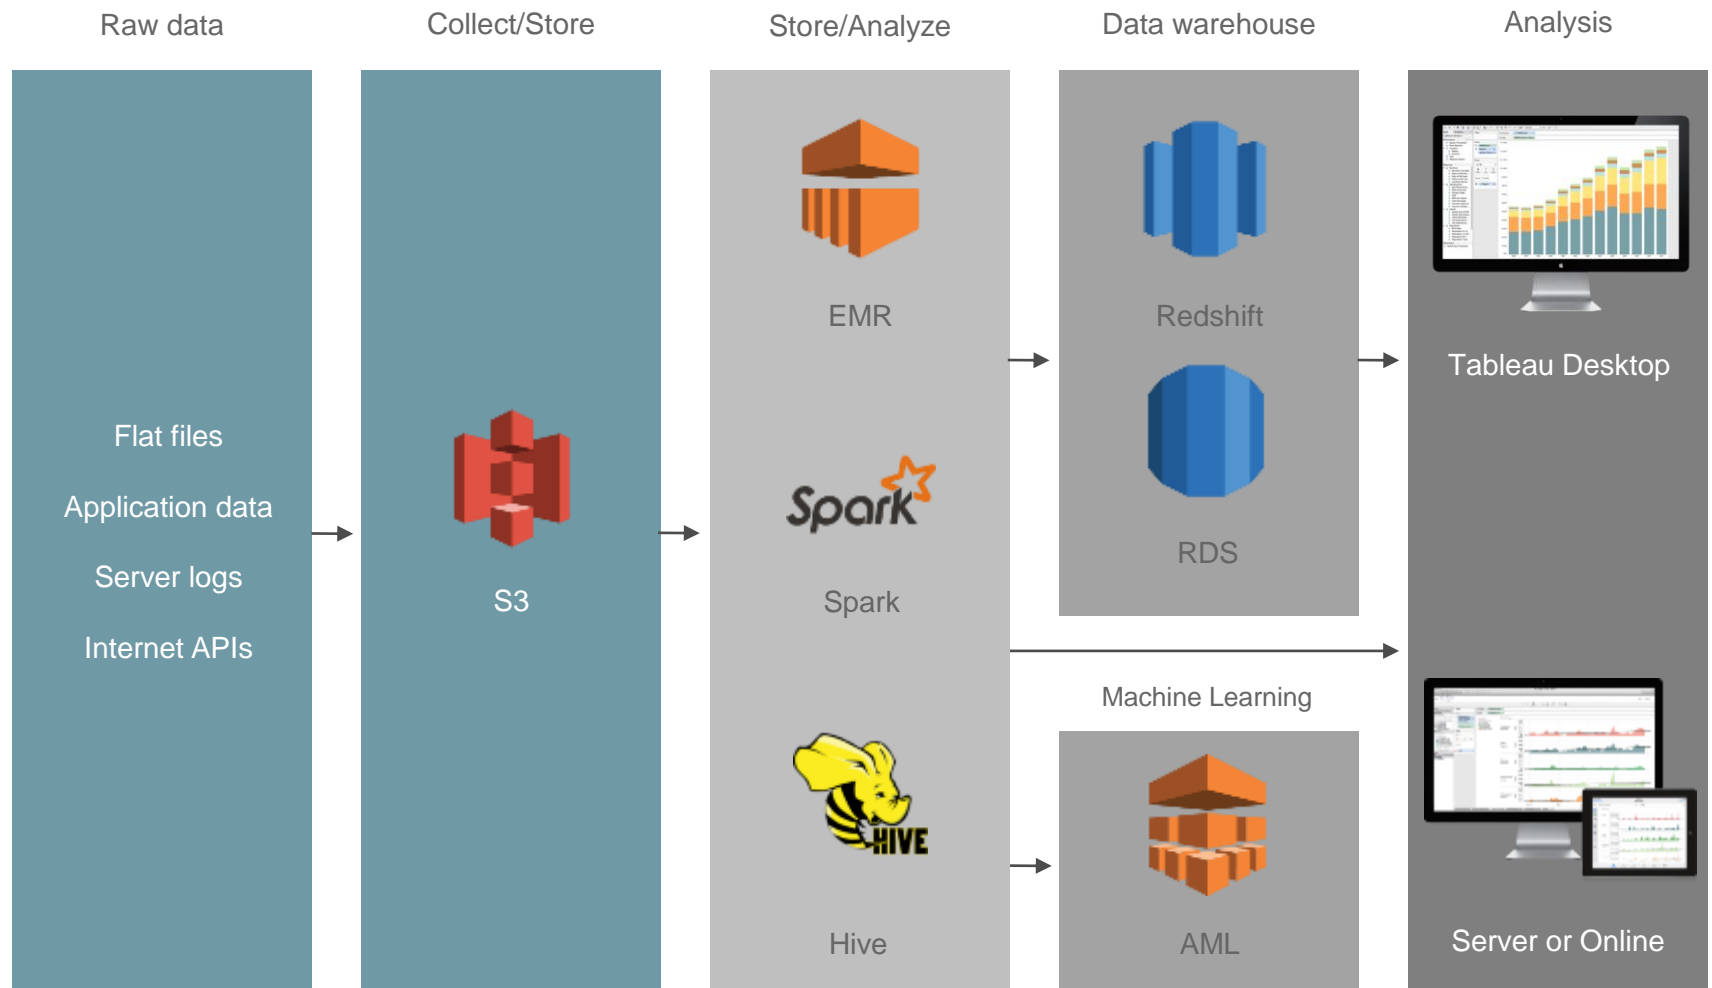 Raw data
Collect/Store
Store/Analyze
Data warehouse
Analysis
Flat files
Application data
Server logs
Internet APIs
S3
EMR
Spark
Spark
HIVE
Hive
Redshift
RDS
Machine Learning
AML
Tableau Desktop
Server or Online